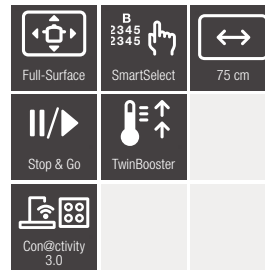 B
2345
2345
Full-Surface
SmartSelect
75 cm
Stop & Go
TwinBooster
Con@ctivity
3.0